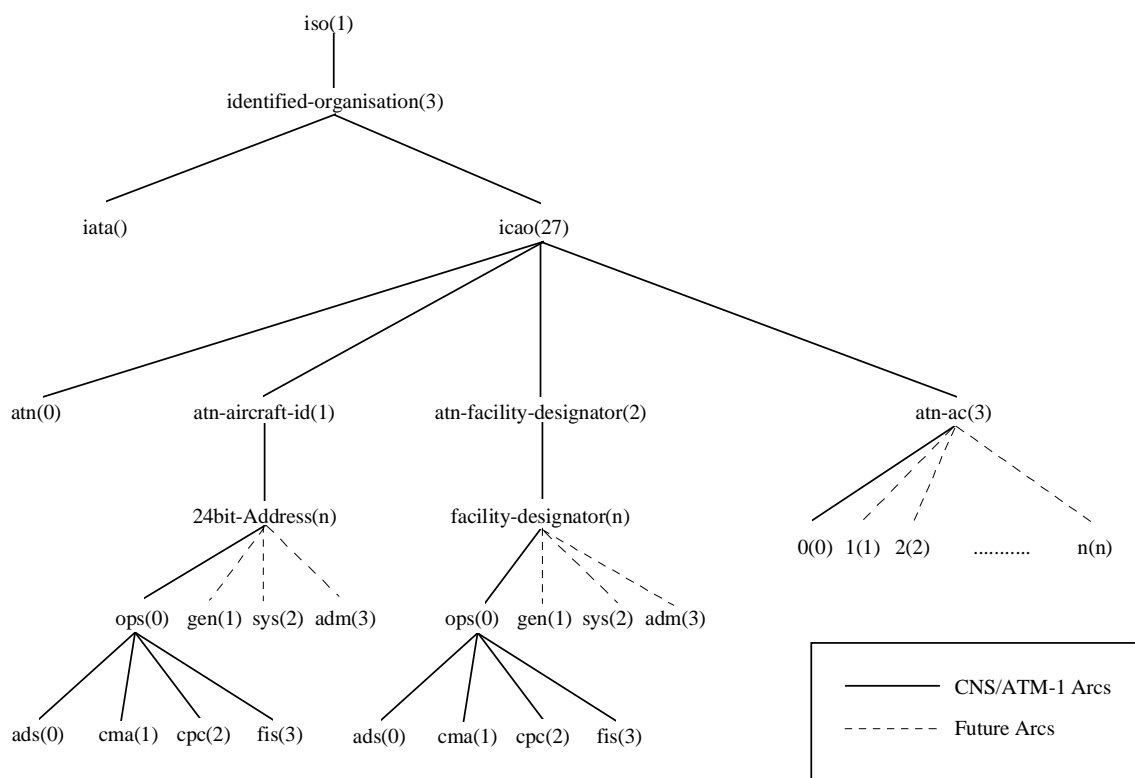 iso(1)
identified-organisation(3)
iata()
icao(27)
atn(0)
atn-aircraft-id(1)
atn-facility-designator(2)
atn-ac(3)
24bit-Address(n)
facility-designator(n)
0(0) 1(1) 2(2) ........... n(n)
ops(0) gen(1) sys(2) adm(3)
ops(0) gen(1) sys(2) adm(3)
ads(0) cma(1) cpc(2) fis(3)
ads(0) cma(1) cpc(2) fis(3)
CNS/ATM-1 Arcs
Future Arcs